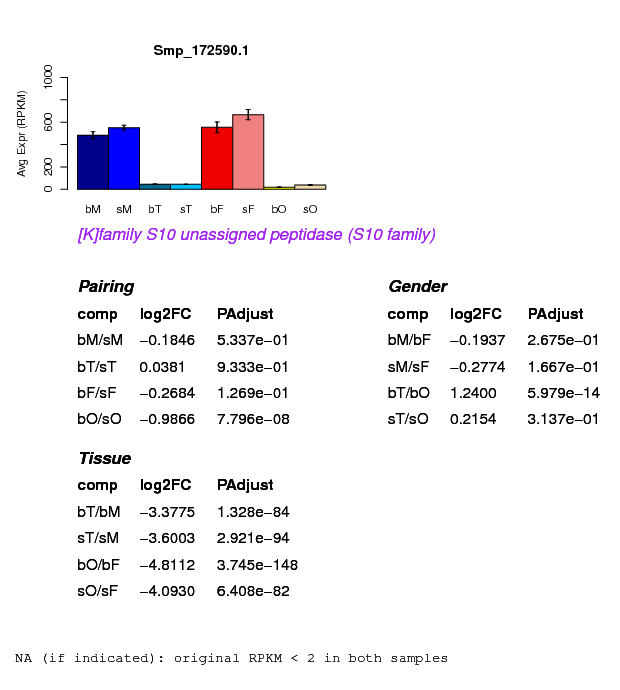 Smp_172590.1
Avg Expr (RPKM)
1000
600
200
0
bM sM bT sT bF sF bO sO
[K]family S10 unassigned peptidase (S10 family)
Pairing
comp log2FC PAdjust
bM/sM −0.1846 5.337e−01
bT/sT 0.0381 9.333e−01
bF/sF −0.2684 1.269e−01
bO/sO −0.9866 7.796e−08
Gender
comp log2FC PAdjust
bM/bF −0.1937 2.675e−01
sM/sF −0.2774 1.667e−01
bT/bO 1.2400 5.979e−14
sT/sO 0.2154 3.137e−01
Tissue
comp log2FC PAdjust
bT/bM −3.3775 1.328e−84
sT/sM −3.6003 2.921e−94
bO/bF −4.8112 3.745e−148
sO/sF −4.0930 6.408e−82
NA (if indicated): original RPKM < 2 in both samples